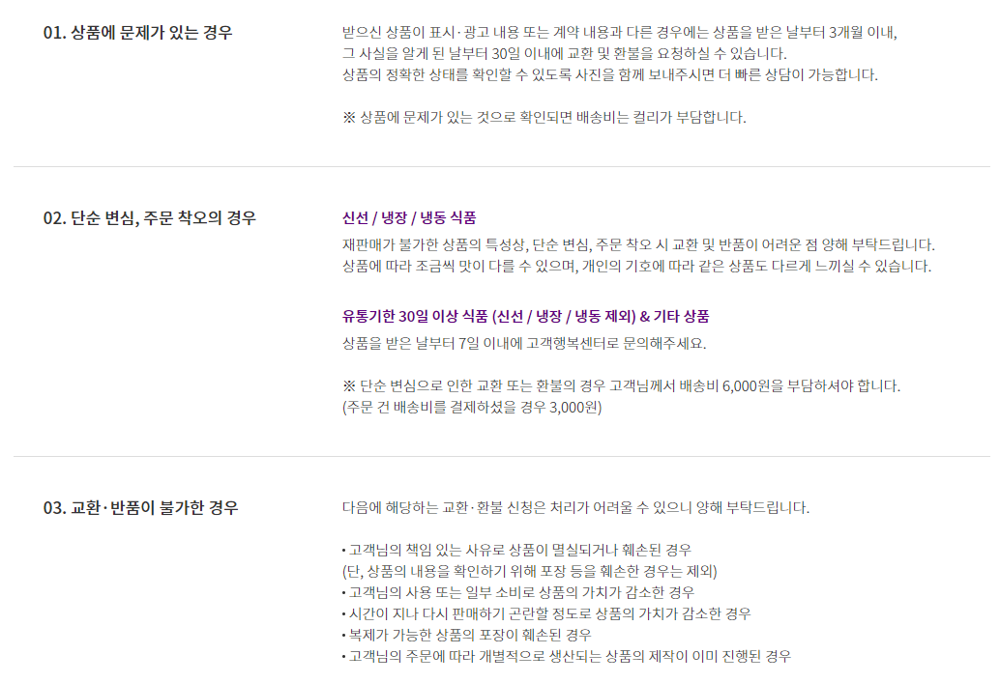 01. 상품에 문제가 있는 경우
받으신 상품이 표시·광고 내용 또는 계약 내용과 다른 경우에는 상품을 받은 날부터 3개월 이내,
그 사실을 알게 된 날부터 30일 이내에 교환 및 환불을 요청하실 수 있습니다.
상품의 정확한 상태를 확인할 수 있도록 사진을 함께 보내주시면 더 빠른 상담이 가능합니다.
※ 상품에 문제가 있는 것으로 확인되면 배송비는 컬리가 부담합니다.
02. 단순 변심, 주문 착오의 경우
신선 / 냉장 / 냉동 식품
재판매가 불가한 상품의 특성상, 단순 변심, 주문 착오 시 교환 및 반품이 어려운 점 양해 부탁드립니다.
상품에 따라 조금씩 맛이 다를 수 있으며, 개인의 기호에 따라 같은 상품도 다르게 느끼실 수 있습니다.
유통기한 30일 이상 식품 (신선 / 냉장 / 냉동 제외) & 기타 상품
상품을 받은 날부터 7일 이내에 고객행복센터로 문의해주세요.
※ 단순 변심으로 인한 교환 또는 환불의 경우 고객님께서 배송비 6,000원을 부담하셔야 합니다.
(주문 건 배송비를 결제하셨을 경우 3,000원)
03. 교환·반품이 불가한 경우
다음에 해당하는 교환·환불 신청은 처리가 어려울 수 있으니 양해 부탁드립니다.
• 고객님의 책임 있는 사유로 상품이 멸실되거나 훼손된 경우
(단, 상품의 내용을 확인하기 위해 포장 등을 훼손한 경우는 제외)
• 고객님의 사용 또는 일부 소비로 상품의 가치가 감소한 경우
• 시간이 지나 다시 판매하기 곤란할 정도로 상품의 가치가 감소한 경우
• 복제가 가능한 상품의 포장이 훼손된 경우
• 고객님의 주문에 따라 개별적으로 생산되는 상품의 제작이 이미 진행된 경우